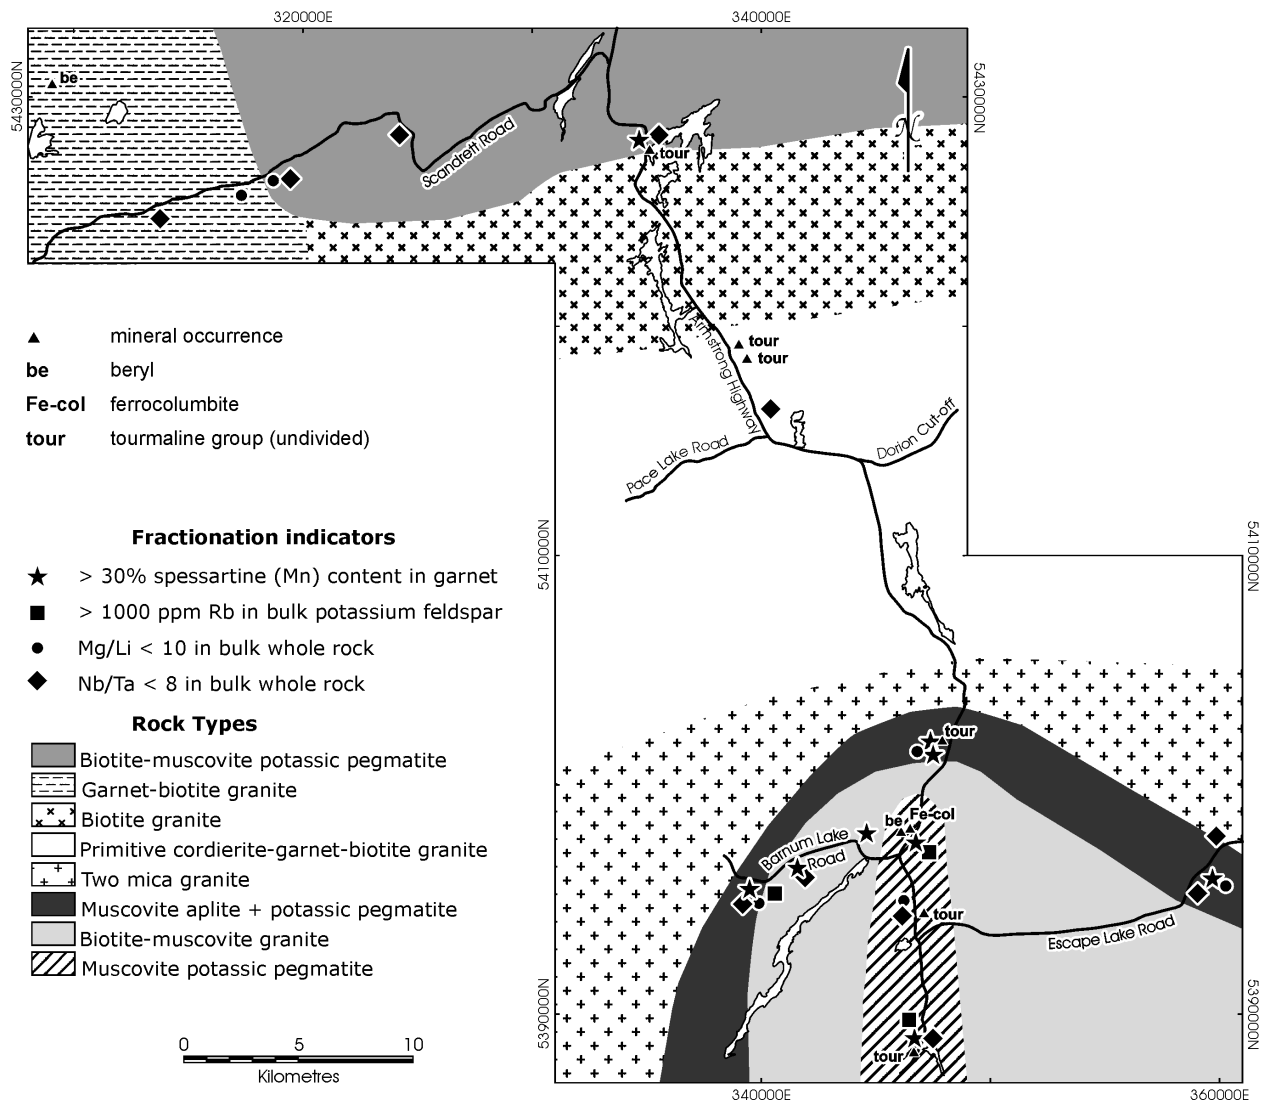 320000E
340000E
5430000N
5430000N
be
Scandrett Road
tour
tour
tour
Armstrong Highway
Pace Lake Road
Dorion Cut-off
mineral occurrence
be beryl
Fe-col ferrocolumbite
tour tourmaline group (undivided)
5410000N
5410000N
Fractionation indicators
> 30% spessartine (Mn) content in garnet
> 1000 ppm Rb in bulk potassium feldspar
Mg/Li < 10 in bulk whole rock
Nb/Ta < 8 in bulk whole rock
Rock Types
Biotite-muscovite potassic pegmatite
Garnet-biotite granite
Biotite granite
Primitive cordierite-garnet-biotite granite
Two mica granite
Muscovite aplite + potassic pegmatite
Biotite-muscovite granite
Muscovite potassic pegmatite
tour
be Fe-col
Barnum Lake
Road
tour
Escape Lake Road
tour
5390000N
5390000N
0 5 10
Kilometres
340000E
360000E
N